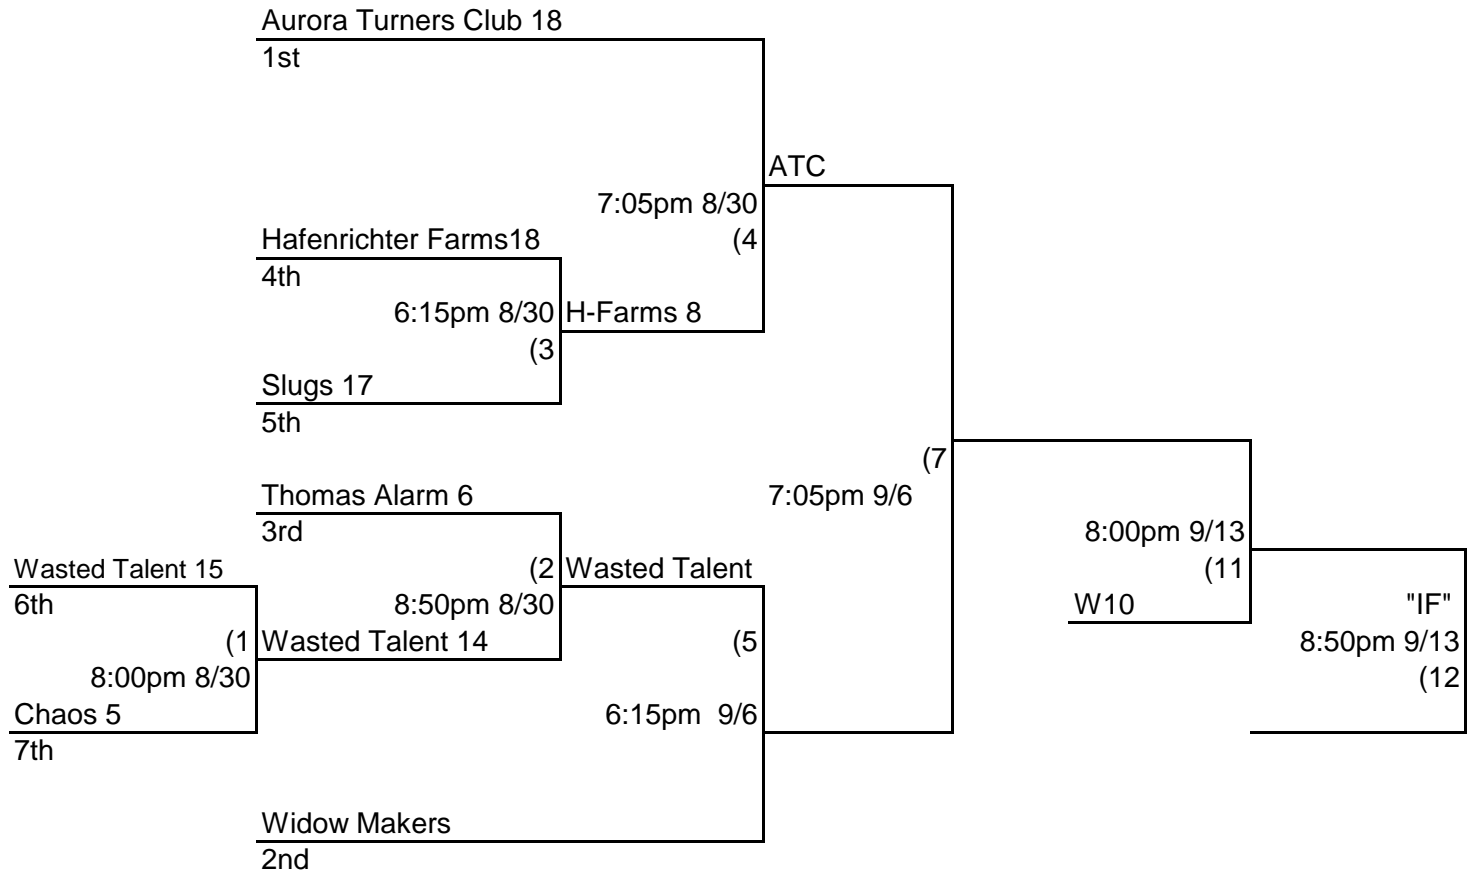 Aurora Turners Club 18
1st
ATC
7:05pm 8/30
Hafenrichter Farms18
(4
4th
6:15pm 8/30
H-Farms 8
(3
Slugs 17
5th
(7
Thomas Alarm 6
7:05pm 9/6
3rd
8:00pm 9/13
Wasted Talent 15
(2
Wasted Talent
(11
6th
8:50pm 8/30
W10
"IF"
(1
Wasted Talent 14
(5
8:50pm 9/13
8:00pm 8/30
(12
Chaos 5
6:15pm 9/6
7th
Widow Makers
2nd